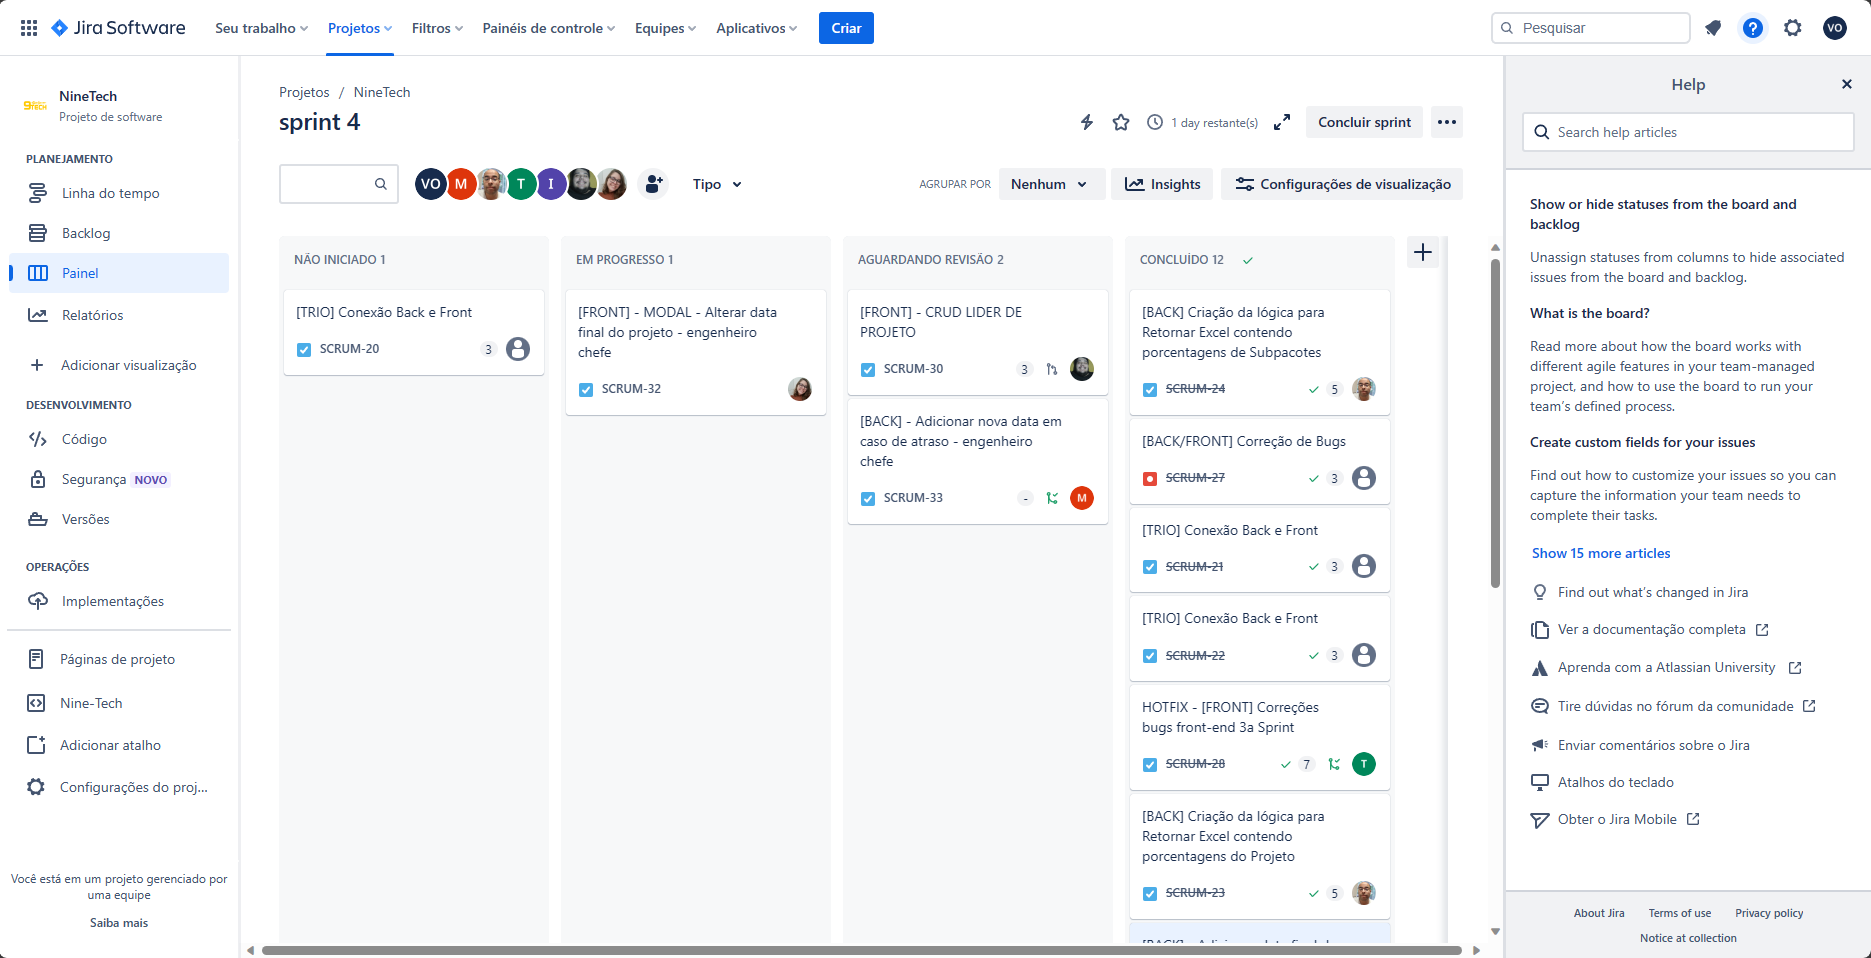 Jira Software
Seu trabalho
Projetos
Filtros
Painéis de controle
Equipes
Aplicativos
Criar
Pesquisar
VO
NineTech
Projeto de software
PLANEJAMENTO
Linha do tempo
Backlog
Painel
Relatórios
Adicionar visualização
DESENVOLVIMENTO
Código
Segurança NOVO
Versões
OPERAÇÕES
Implementações
Páginas de projeto
Nine-Tech
Adicionar atalho
Configurações do proj...
Você está em um projeto gerenciado por
uma equipe
Saiba mais
Projetos / NineTech
sprint 4
1 day restante(s)
Concluir sprint
VO M T I
Tipo
AGRUPAR POR
Nenhum
Insights
Configurações de visualização
NÃO INICIADO 1
[TRIO] Conexão Back e Front
SCRUM-20 3
EM PROGRESSO 1
[FRONT] - MODAL - Alterar data
final do projeto - engenheiro
chefe
SCRUM-32
AGUARDANDO REVISÃO 2
[FRONT] - CRUD LIDER DE
PROJETO
SCRUM-30 3
[BACK] - Adicionar nova data em
caso de atraso - engenheiro
chefe
SCRUM-33 - M
CONCLUÍDO 12
[BACK] Criação da lógica para
Retornar Excel contendo
porcentagens de Subpacotes
SCRUM-24 5
[BACK/FRONT] Correção de Bugs
SCRUM-27 3
[TRIO] Conexão Back e Front
SCRUM-21 3
[TRIO] Conexão Back e Front
SCRUM-22 3
HOTFIX - [FRONT] Correções
bugs front-end 3a Sprint
SCRUM-28 7 T
[BACK] Criação da lógica para
Retornar Excel contendo
porcentagens do Projeto
SCRUM-23 5
Help
Search help articles
Show or hide statuses from the board and
backlog
Unassign statuses from columns to hide associated
issues from the board and backlog.
What is the board?
Read more about how the board works with
different agile features in your team-managed
project, and how to use the board to run your
team's defined process.
Create custom fields for your issues
Find out how to customize your issues so you can
capture the information your team needs to
complete their tasks.
Show 15 more articles
Find out what's changed in Jira
Ver a documentação completa
Aprenda com a Atlassian University
Tire dúvidas no fórum da comunidade
Enviar comentários sobre o Jira
Atalhos do teclado
Obter o Jira Mobile
About Jira
Terms of use
Privacy policy
Notice at collection